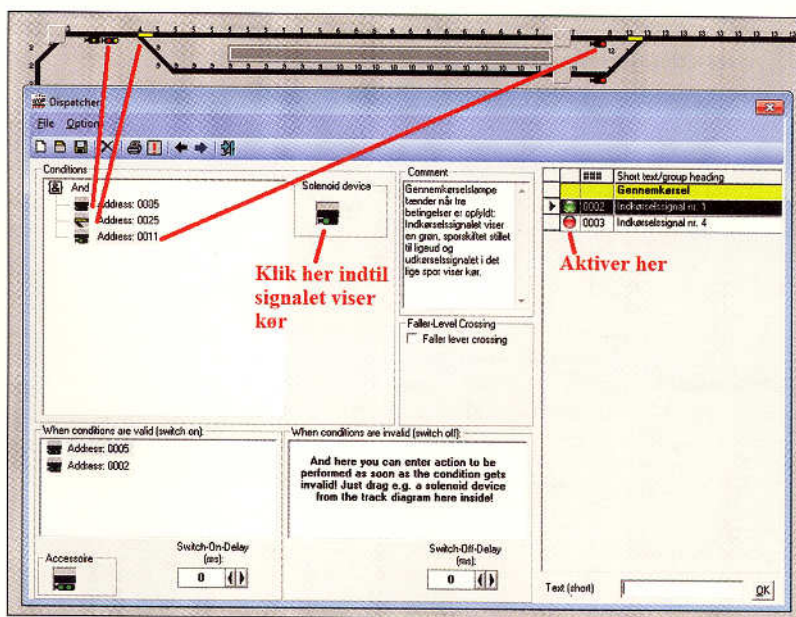 Dispatcher
File Option
Conditions
And
Address: 0005
Address: 0025
Address: 0011
Solenoid device
Klik her indtil
signalet viser
kør
Comment
Gennemkørselslampe
tænder når tre
betingelser er opfyldt:
Indkørselssignalet viser
en grøn, sporskiftet stillet
til ligeud og
udkørselssignalet i det
lige spor viser kør.
Faller-Level Crossing
Faller lever crossing
### Short text/group heading
Gennemkørsel
0002 Indkørselssignal nr. 1
0003 Indkørselssignal nr. 4
Aktiver her
When conditions are valid (switch on):
Address: 0005
Address: 0002
Accessoire
Switch-On-Delay
(ms):
0
When conditions are invalid (switch off):
And here you can enter action to be
performed as soon as the condition gets
invalid! Just drag e.g. a solenoid device
from the track diagram here inside!
Switch-Off-Delay
(ms):
0
Text (short)
OK